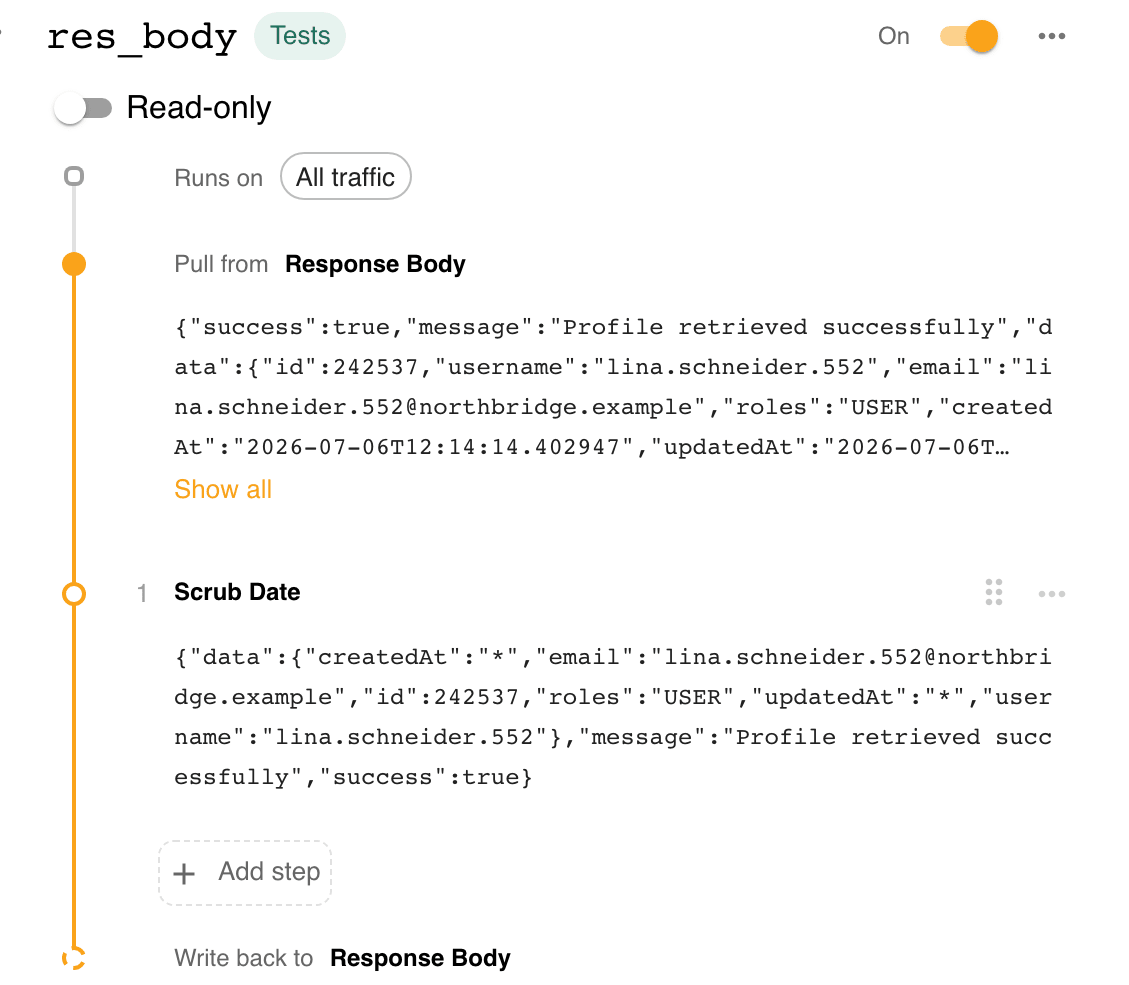 res_body Tests On
Read-only
Runs on All traffic
Pull from Response Body
{"success":true,"message":"Profile retrieved successfully","d
ata":{"id":242537,"username":"lina.schneider.552","email":"li
na.schneider.552@northbridge.example","roles":"USER","created
At":"2026-07-06T12:14:14.402947","updatedAt":"2026-07-06T…
Show all
1 Scrub Date
{"data":{"createdAt":"*","email":"lina.schneider.552@northbri
dge.example","id":242537,"roles":"USER","updatedAt":"*","user
name":"lina.schneider.552"},"message":"Profile retrieved succ
essfully","success":true}
+ Add step
Write back to Response Body